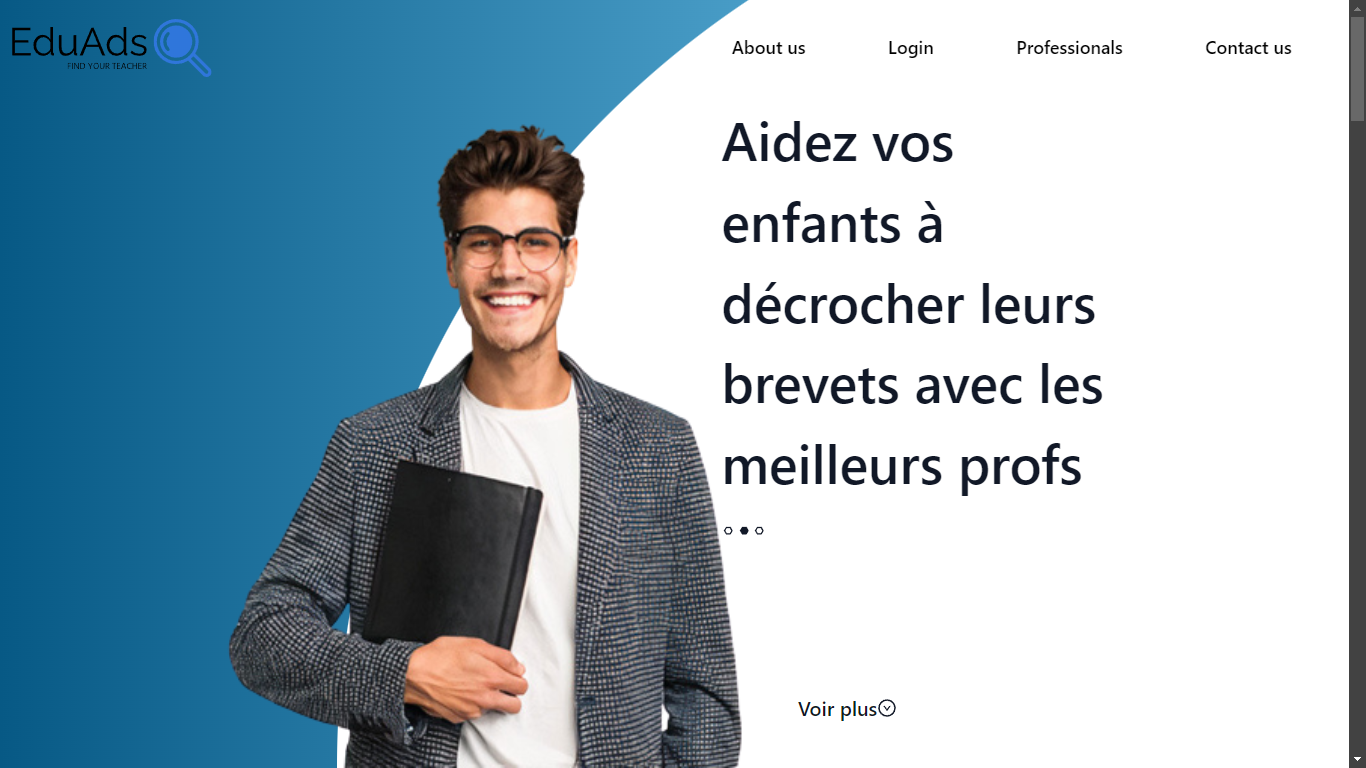 EduAds
FIND YOUR TEACHER
About us
Login
Professionals
Contact us
Aidez vos
enfants à
décrocher leurs
brevets avec les
meilleurs profs
Voir plus